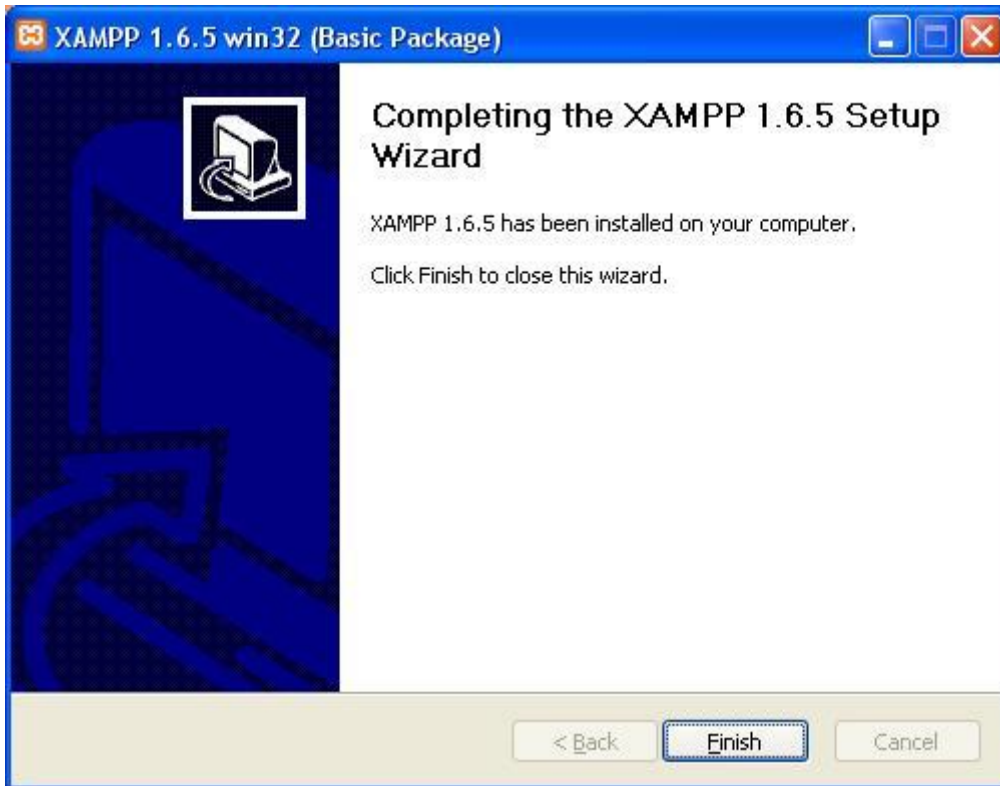 XAMPP 1.6.5 win32 (Basic Package)
Completing the XAMPP 1.6.5 Setup
Wizard
XAMPP 1.6.5 has been installed on your computer.
Click Finish to close this wizard.
< Back
Finish
Cancel